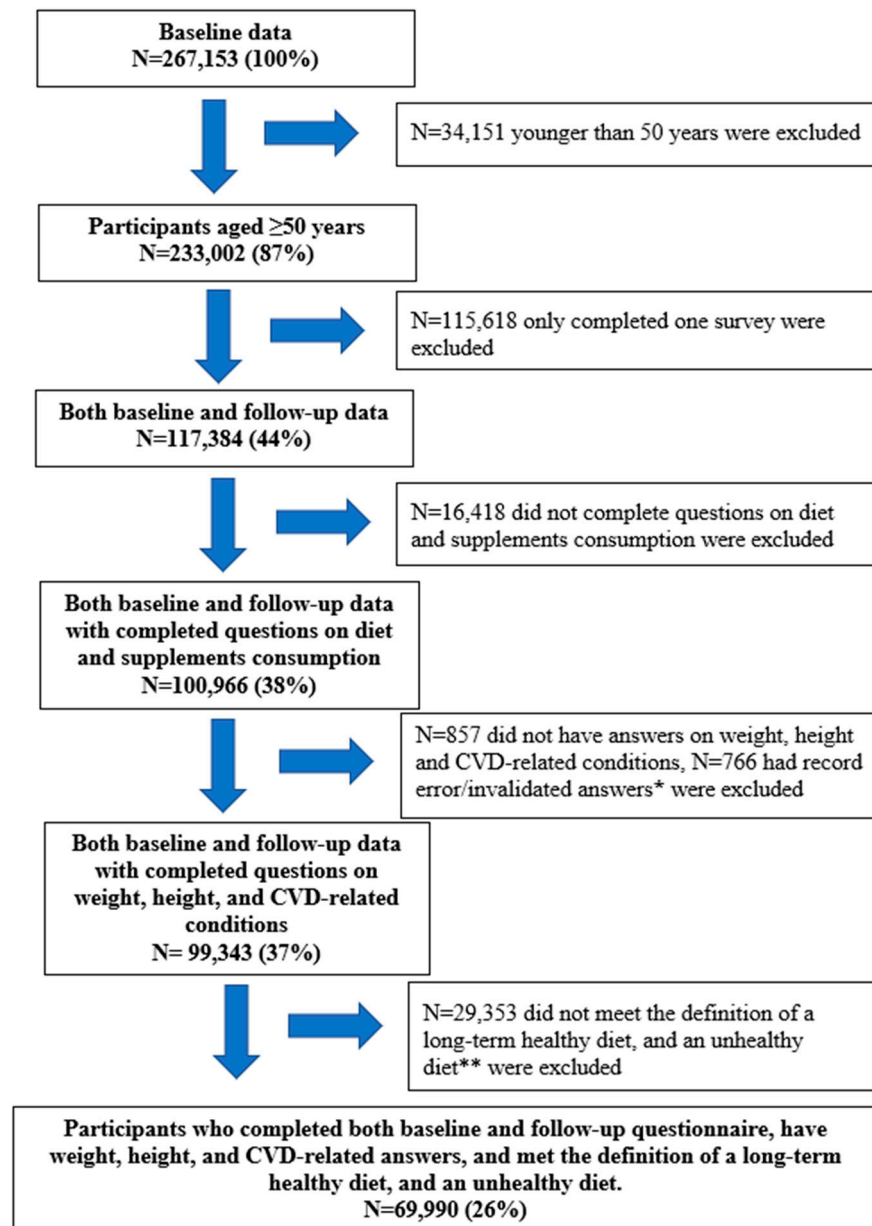 Baseline data
N=267,153 (100%)
N=34,151 younger than 50 years were excluded
Participants aged ≥50 years
N=233,002 (87%)
N=115,618 only completed one survey were
excluded
Both baseline and follow-up data
N=117,384 (44%)
N=16,418 did not complete questions on diet
and supplements consumption were excluded
Both baseline and follow-up data
with completed questions on diet
and supplements consumption
N=100,966 (38%)
N=857 did not have answers on weight, height
and CVD-related conditions, N=766 had record
error/invalidated answers* were excluded
Both baseline and follow-up data
with completed questions on
weight, height, and CVD-related
conditions
N= 99,343 (37%)
N=29,353 did not meet the definition of a
long-term healthy diet, and an unhealthy
diet** were excluded
Participants who completed both baseline and follow-up questionnaire, have
weight, height, and CVD-related answers, and met the definition of a long-term
healthy diet, and an unhealthy diet.
N=69,990 (26%)